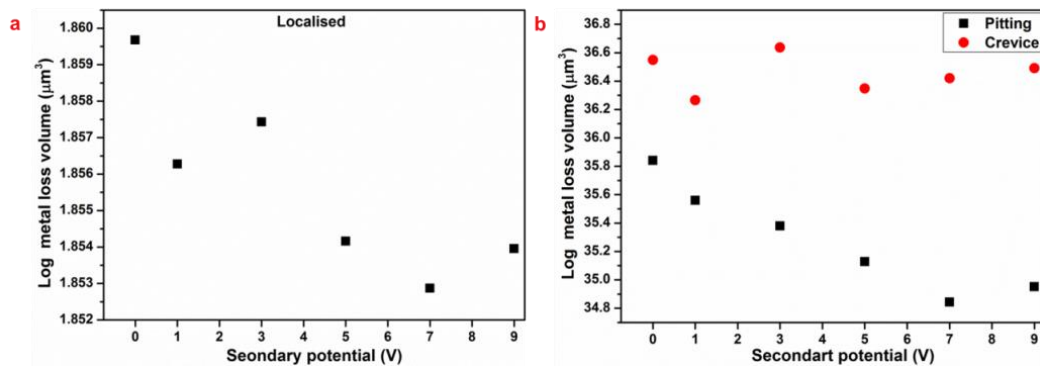 a
Localised
1.860
1.859
1.858
1.857
1.856
1.855
1.854
1.853
1.852
Log metal loss volume (μm³)
0 1 2 3 4 5 6 7 8 9
Seondary potential (V)
b
Pitting
Crevice
36.8
36.6
36.4
36.2
36.0
35.8
35.6
35.4
35.2
35.0
34.8
Log metal loss volume (μm³)
0 1 2 3 4 5 6 7 8 9
Secondart potential (V)